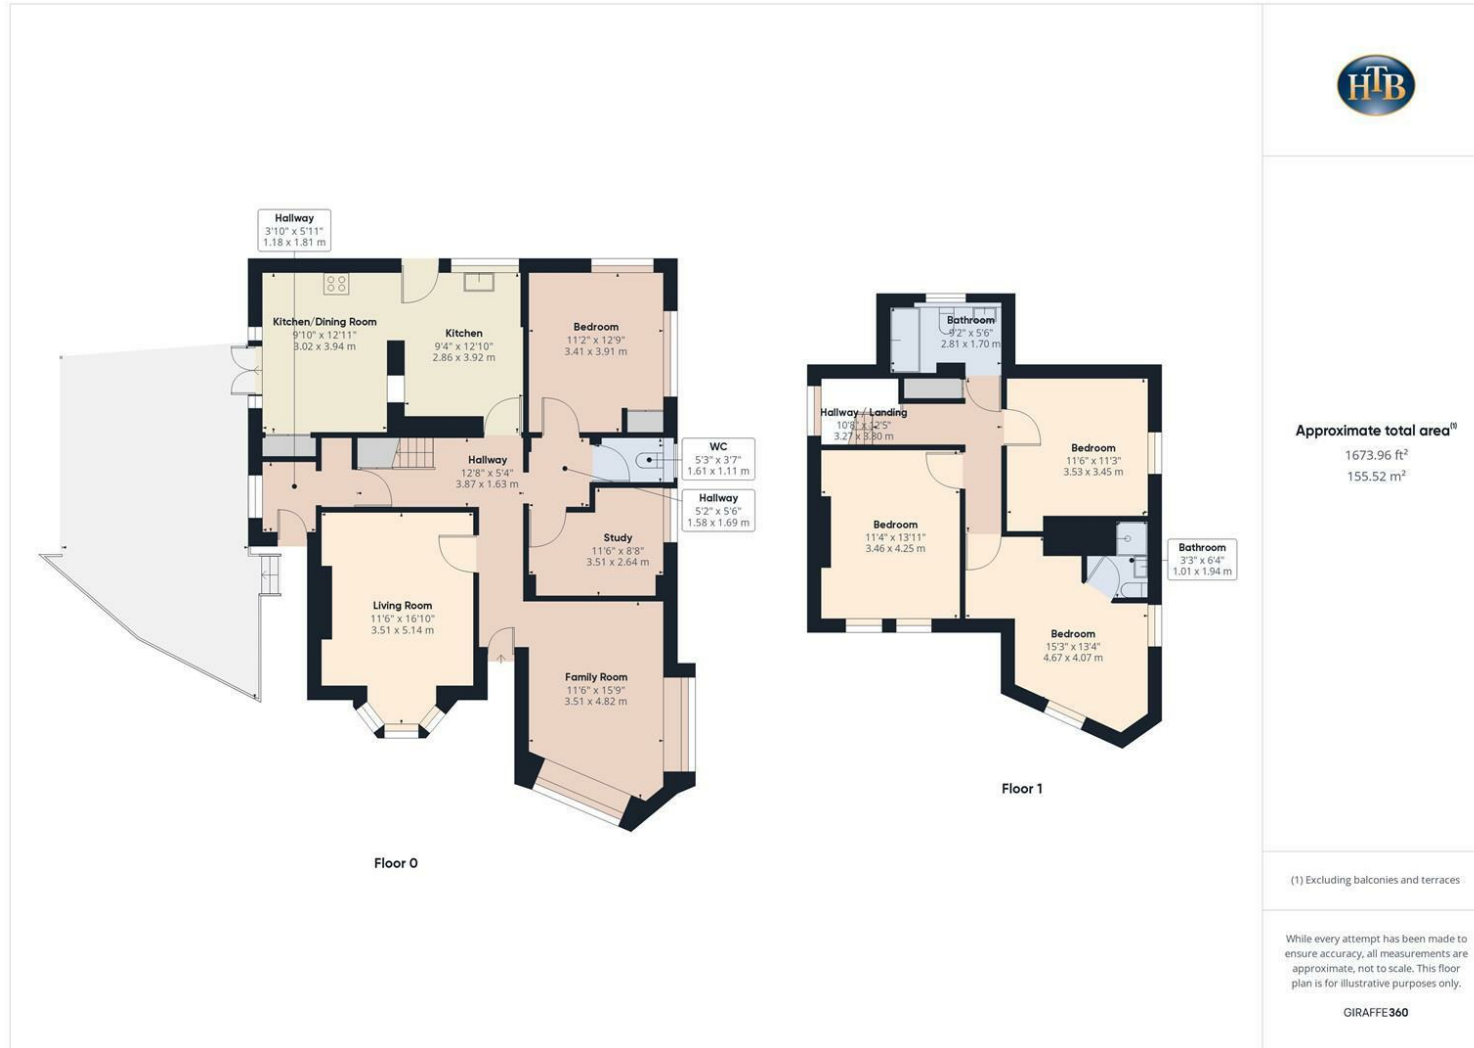 HTB
Hallway
3'10" x 5'11"
1.18 x 1.81 m
Kitchen/Dining Room
9'10" x 12'11"
3.02 x 3.94 m
Kitchen
9'4" x 12'10"
2.86 x 3.92 m
Bedroom
11'2" x 12'9"
3.41 x 3.91 m
WC
5'3" x 3'7"
1.61 x 1.11 m
Hallway
12'8" x 5'4"
3.87 x 1.63 m
Hallway
5'2" x 5'6"
1.58 x 1.69 m
Study
11'6" x 8'8"
3.51 x 2.64 m
Living Room
11'6" x 16'10"
3.51 x 5.14 m
Family Room
11'6" x 15'9"
3.51 x 4.82 m
Floor 0
Bathroom
9'2" x 5'6"
2.81 x 1.70 m
Hallway / Landing
10'8" x 12'5"
3.27 x 3.80 m
Bedroom
11'6" x 11'3"
3.53 x 3.45 m
Bedroom
11'4" x 13'11"
3.46 x 4.25 m
Bathroom
3'3" x 6'4"
1.01 x 1.94 m
Bedroom
15'3" x 13'4"
4.67 x 4.07 m
Floor 1
Approximate total area(1)
1673.96 ft²
155.52 m²
(1) Excluding balconies and terraces
While every attempt has been made to
ensure accuracy, all measurements are
approximate, not to scale. This floor
plan is for illustrative purposes only.
GIRAFFE360